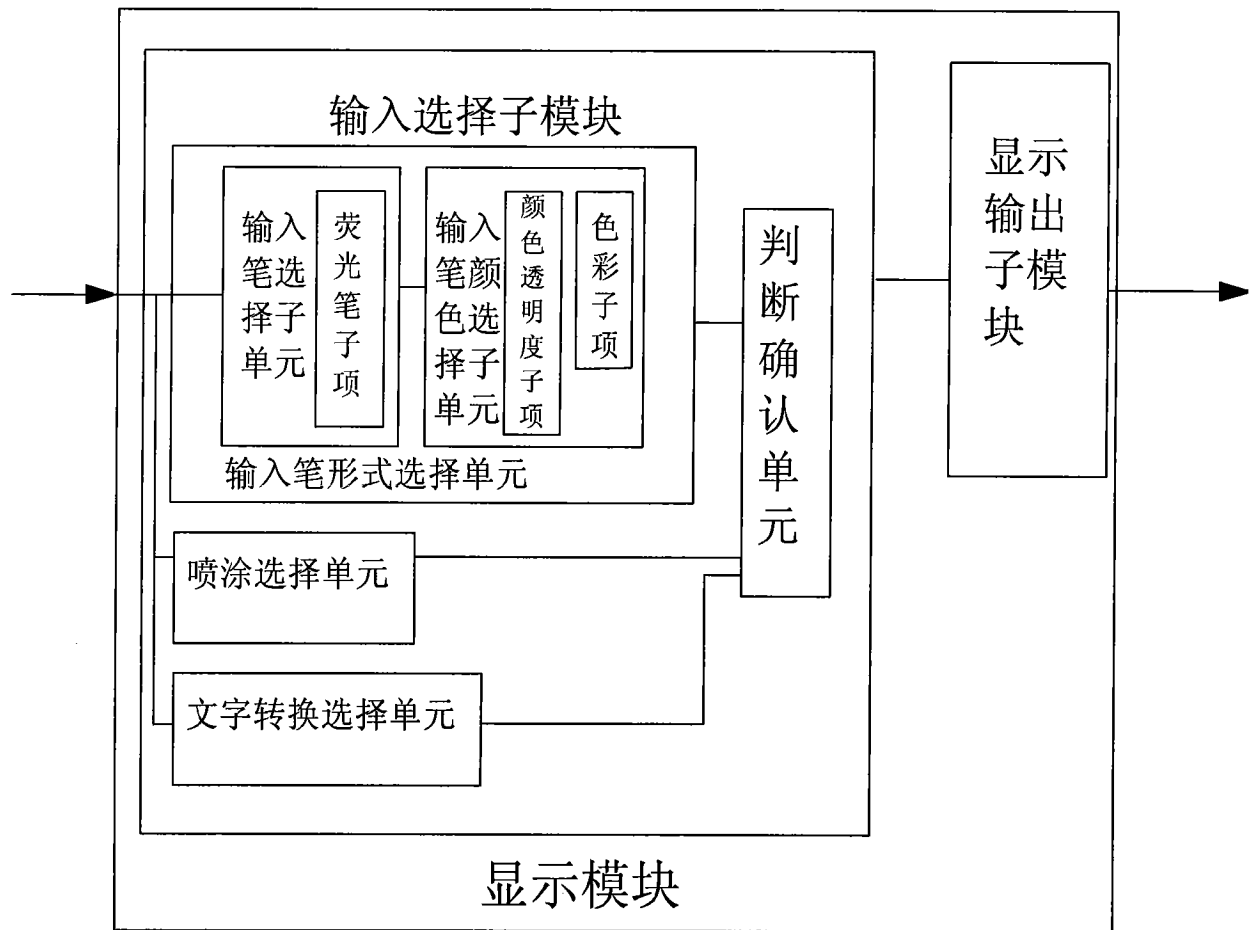 输入选择子模块
输入
笔选
择子
单元
荧
光
笔
子
项
输入
笔颜
色选
择子
单元
颜
色
透
明
度
子
项
色
彩
子
项
输入笔形式选择单元
判
断
确
认
单
元
喷涂选择单元
文字转换选择单元
显示
输出
子模
块
显示模块